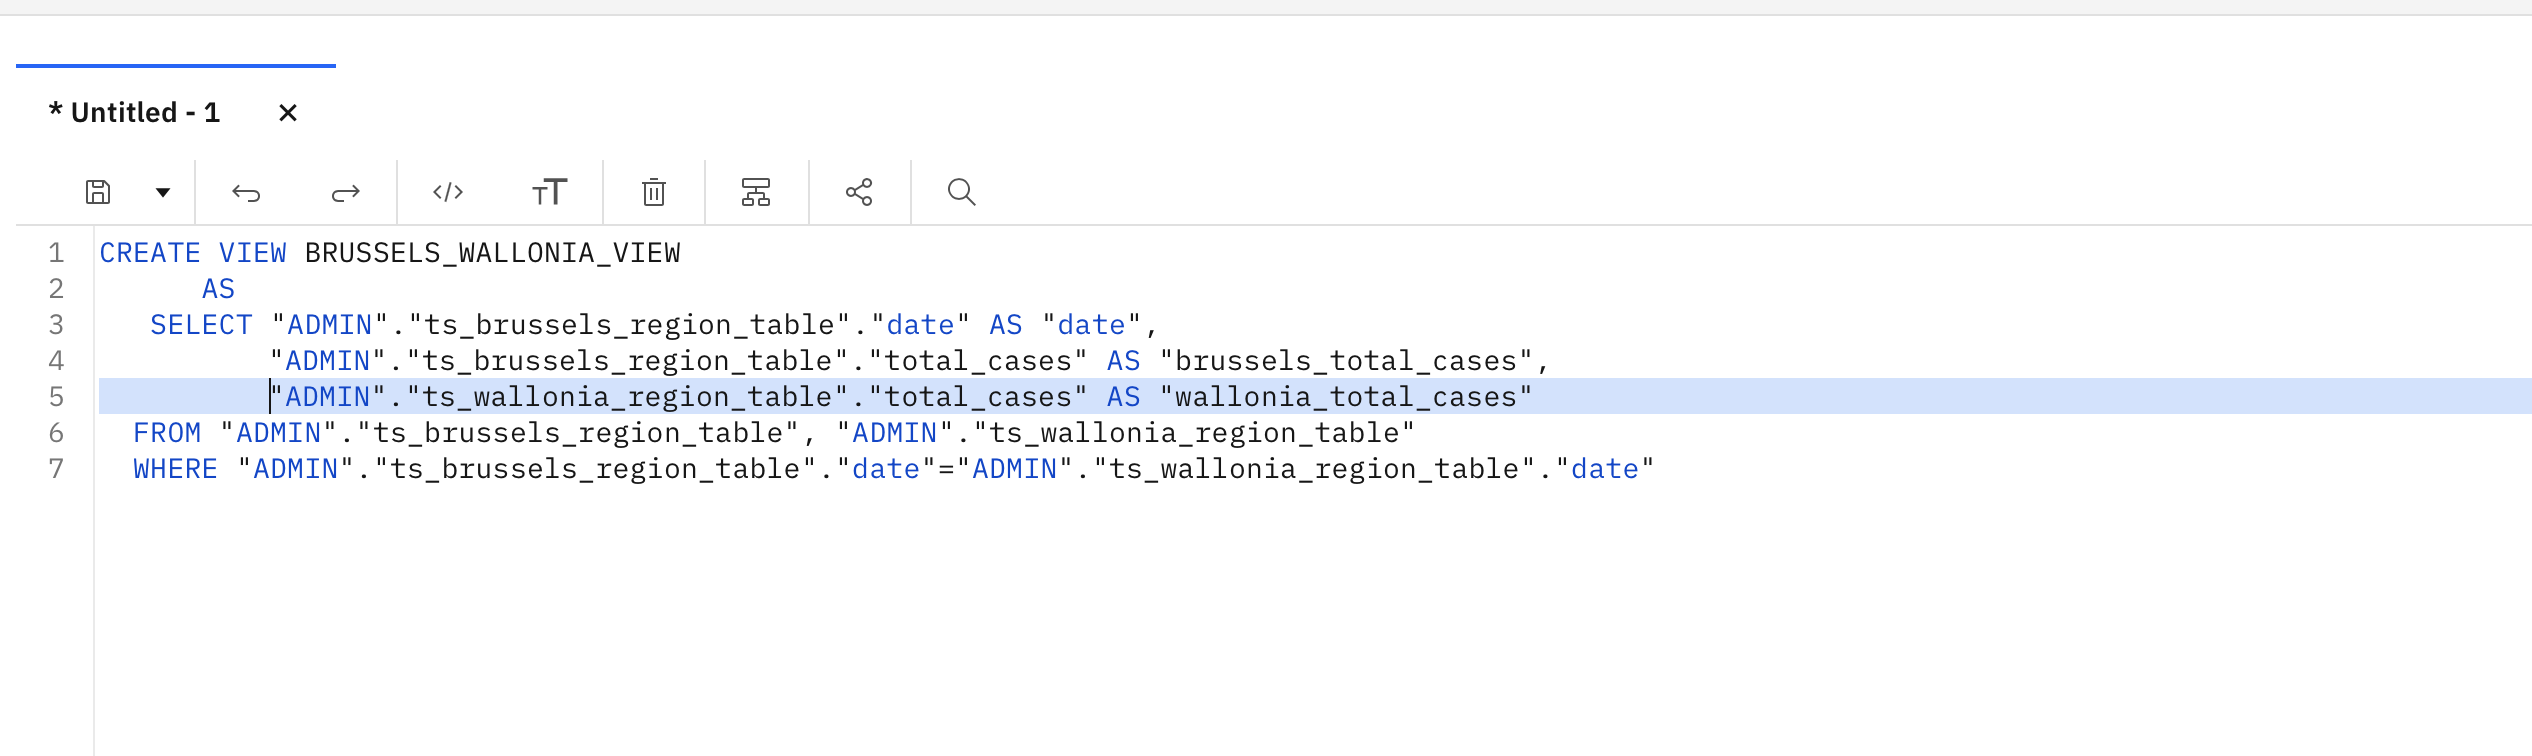 * Untitled - 1
1 CREATE VIEW BRUSSELS_WALLONIA_VIEW
2 AS
3 SELECT "ADMIN"."ts_brussels_region_table"."date" AS "date",
4 "ADMIN"."ts_brussels_region_table"."total_cases" AS "brussels_total_cases",
5 "ADMIN"."ts_wallonia_region_table"."total_cases" AS "wallonia_total_cases"
6 FROM "ADMIN"."ts_brussels_region_table", "ADMIN"."ts_wallonia_region_table"
7 WHERE "ADMIN"."ts_brussels_region_table"."date"="ADMIN"."ts_wallonia_region_table"."date"